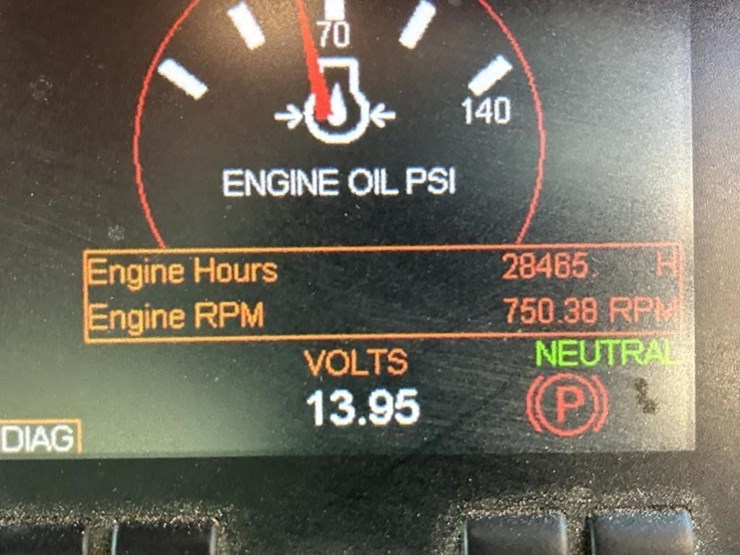 70
140
ENGINE OIL PSI
Engine Hours 28465. H
Engine RPM 750.38 RPM
VOLTS NEUTRAL
13.95 (P)
DIAG